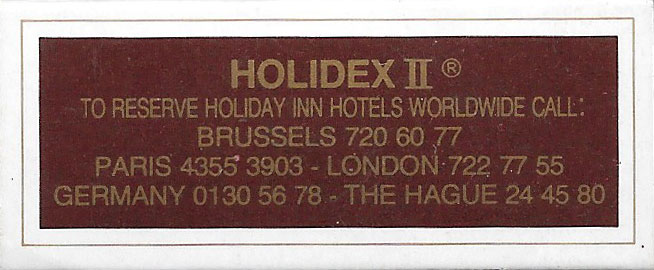 HOLIDEX II ®
TO RESERVE HOLIDAY INN HOTELS WORLDWIDE CALL:
BRUSSELS 720 60 77
PARIS 4355 3903 - LONDON 722 77 55
GERMANY 0130 56 78 - THE HAGUE 24 45 80